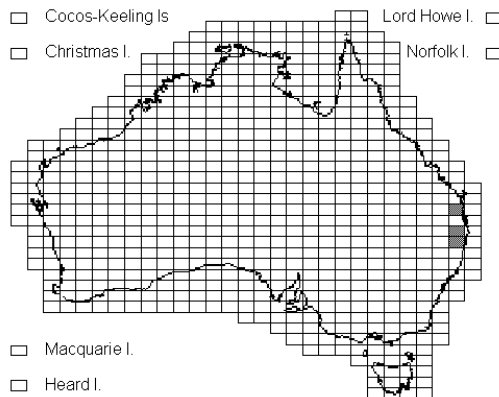 Cocos-Keeling Is
Lord Howe I.
Christmas I.
Norfolk I.
Macquarie I.
Heard I.